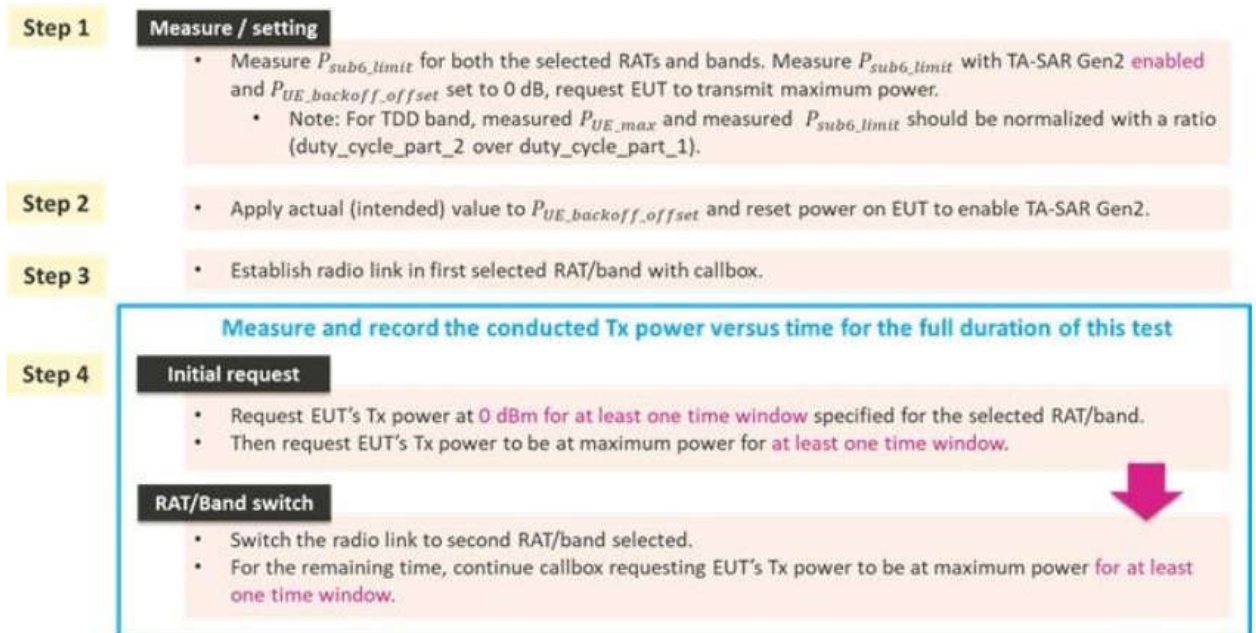 Step 1
Measure / setting
• Measure P_sub6_limit for both the selected RATs and bands. Measure P_sub6_limit with TA-SAR Gen2 enabled
and P_UE_backoff_offset set to 0 dB, request EUT to transmit maximum power.
• Note: For TDD band, measured P_UE_max and measured P_sub6_limit should be normalized with a ratio
(duty_cycle_part_2 over duty_cycle_part_1).
Step 2
• Apply actual (intended) value to P_UE_backoff_offset and reset power on EUT to enable TA-SAR Gen2.
Step 3
• Establish radio link in first selected RAT/band with callbox.
Measure and record the conducted Tx power versus time for the full duration of this test
Step 4
Initial request
• Request EUT's Tx power at 0 dBm for at least one time window specified for the selected RAT/band.
• Then request EUT's Tx power to be at maximum power for at least one time window.
RAT/Band switch
• Switch the radio link to second RAT/band selected.
• For the remaining time, continue callbox requesting EUT's Tx power to be at maximum power for at least
one time window.